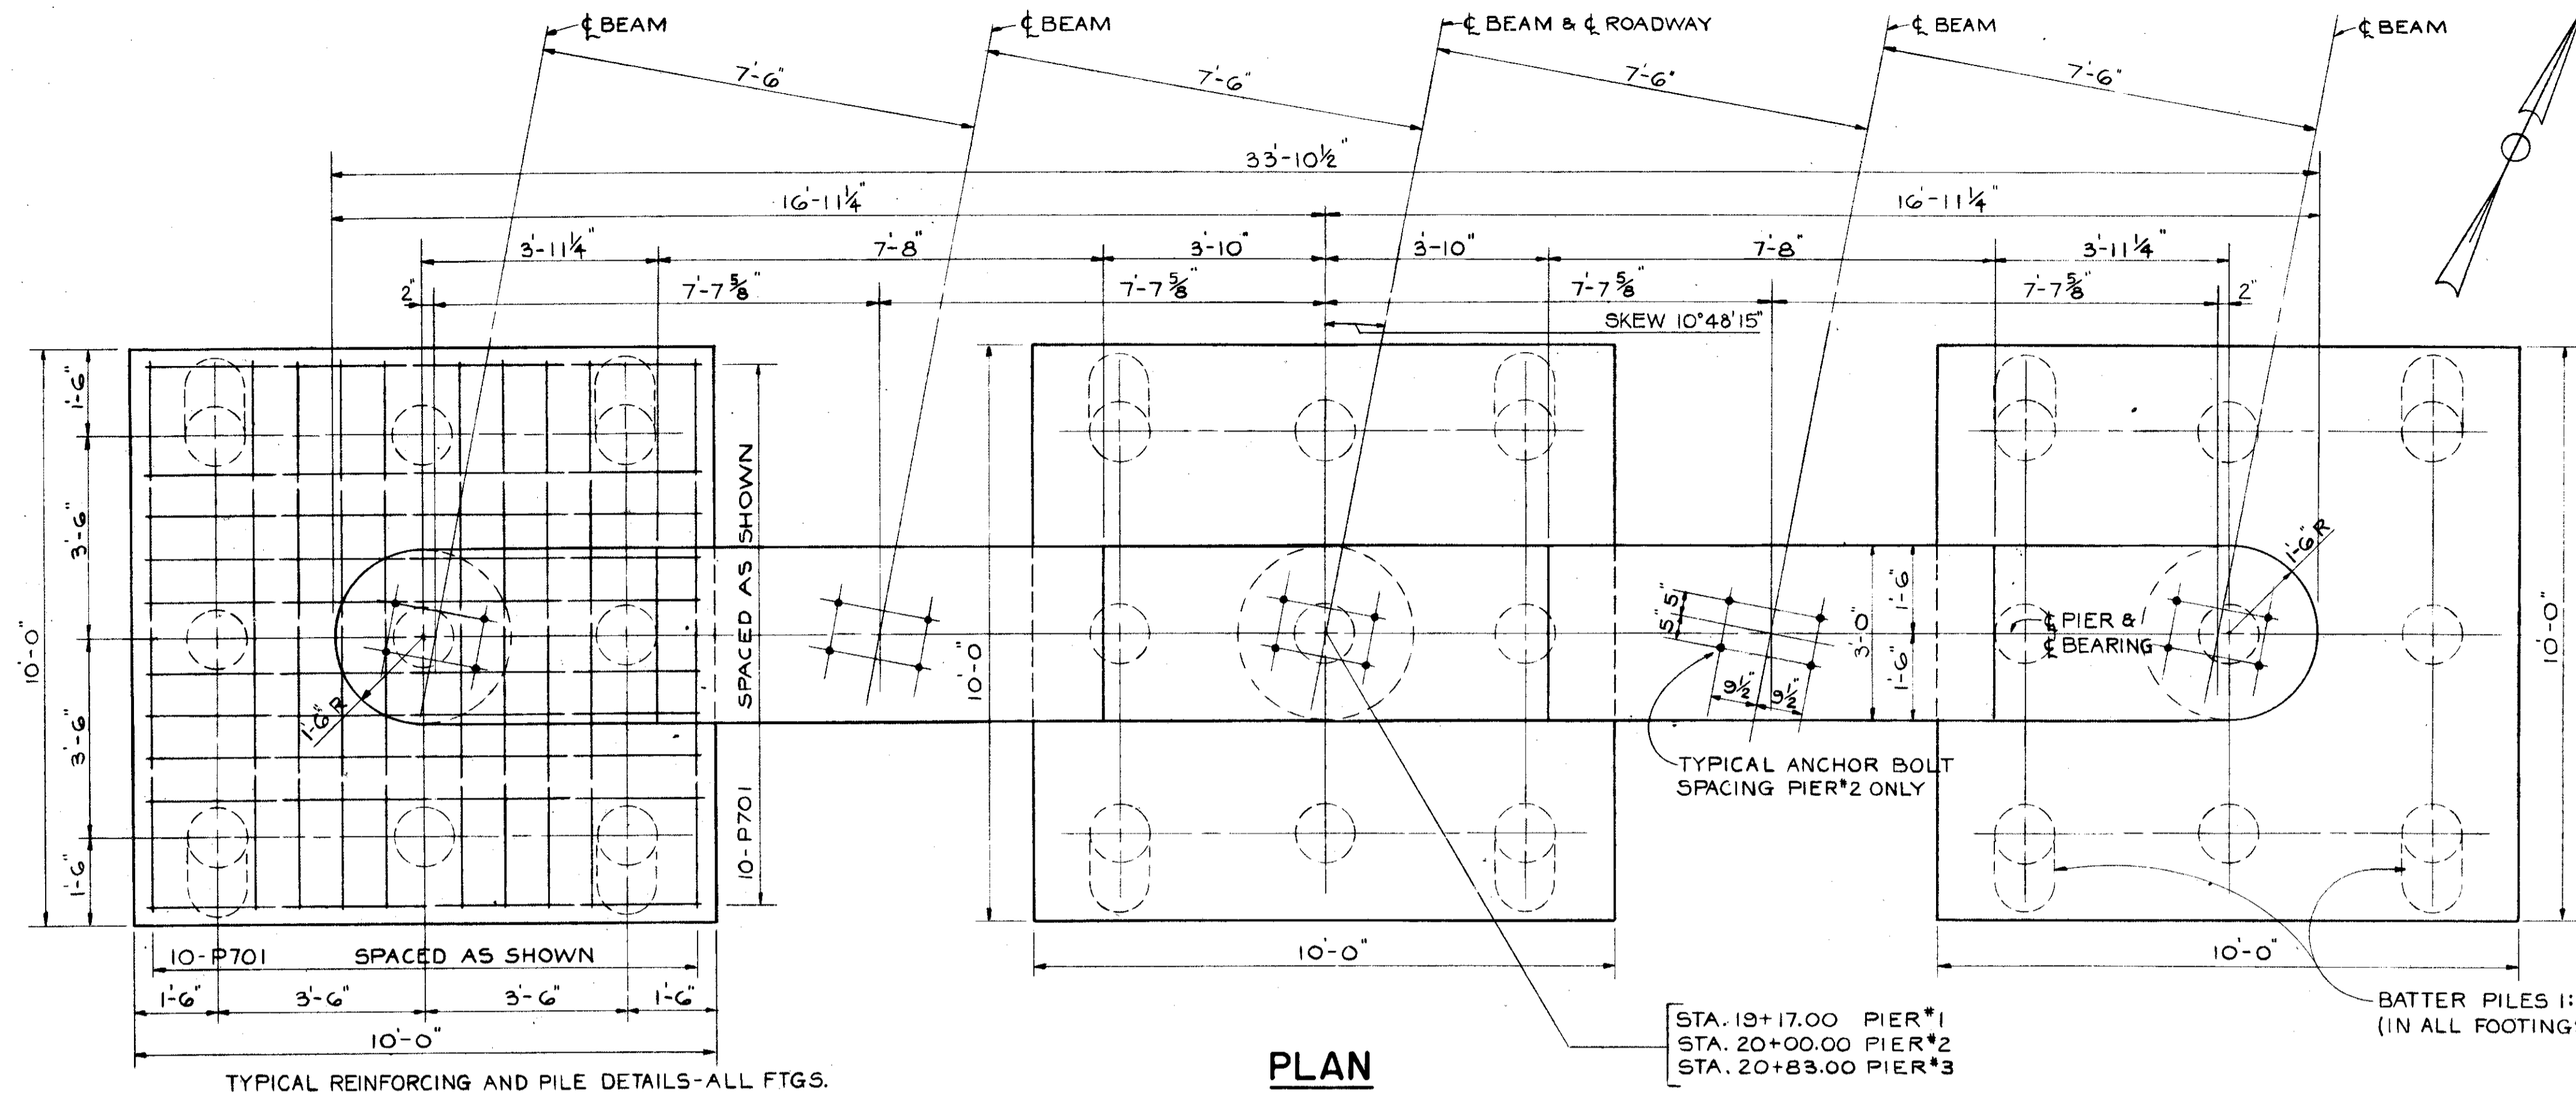 ℄ BEAM
℄ BEAM
℄ BEAM & ℄ ROADWAY
℄ BEAM
℄ BEAM
7'-6"
7'-6"
7'-6"
7'-6"
33'-10½"
16'-11¼"
16'-11¼"
3'-11¼"
7'-8"
3'-10"
3'-10"
7'-8"
3'-11¼"
2"
7'-7⅝"
7'-7⅝"
7'-7⅝"
7'-7⅝"
2"
SKEW 10°48'15"
10'-0"
1'-6"
3'-6"
3'-6"
1'-6"
1'-6" R
10-P701
SPACED AS SHOWN
10'-0"
5"
5"
9½"
9½"
3'-0"
1'-6"
1'-6"
℄ PIER &
℄ BEARING
1'-6" R
10'-0"
TYPICAL ANCHOR BOLT
SPACING PIER #2 ONLY
10-P701 SPACED AS SHOWN
1'-6"
3'-6"
3'-6"
1'-6"
10'-0"
10'-0"
10'-0"
TYPICAL REINFORCING AND PILE DETAILS-ALL FTGS.
PLAN
STA. 19+17.00 PIER #1
STA. 20+00.00 PIER #2
STA. 20+83.00 PIER #3
BATTER PILES 1:
(IN ALL FOOTING